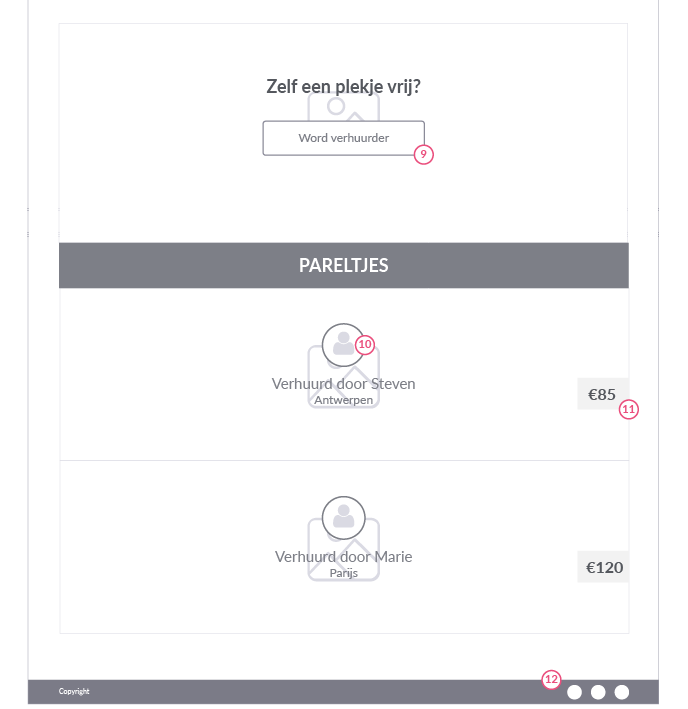 Zelf een plekje vrij?
Word verhuurder
9
PARELTJES
10
Verhuurd door Steven
Antwerpen
€85
11
Verhuurd door Marie
Parijs
€120
12
Copyright